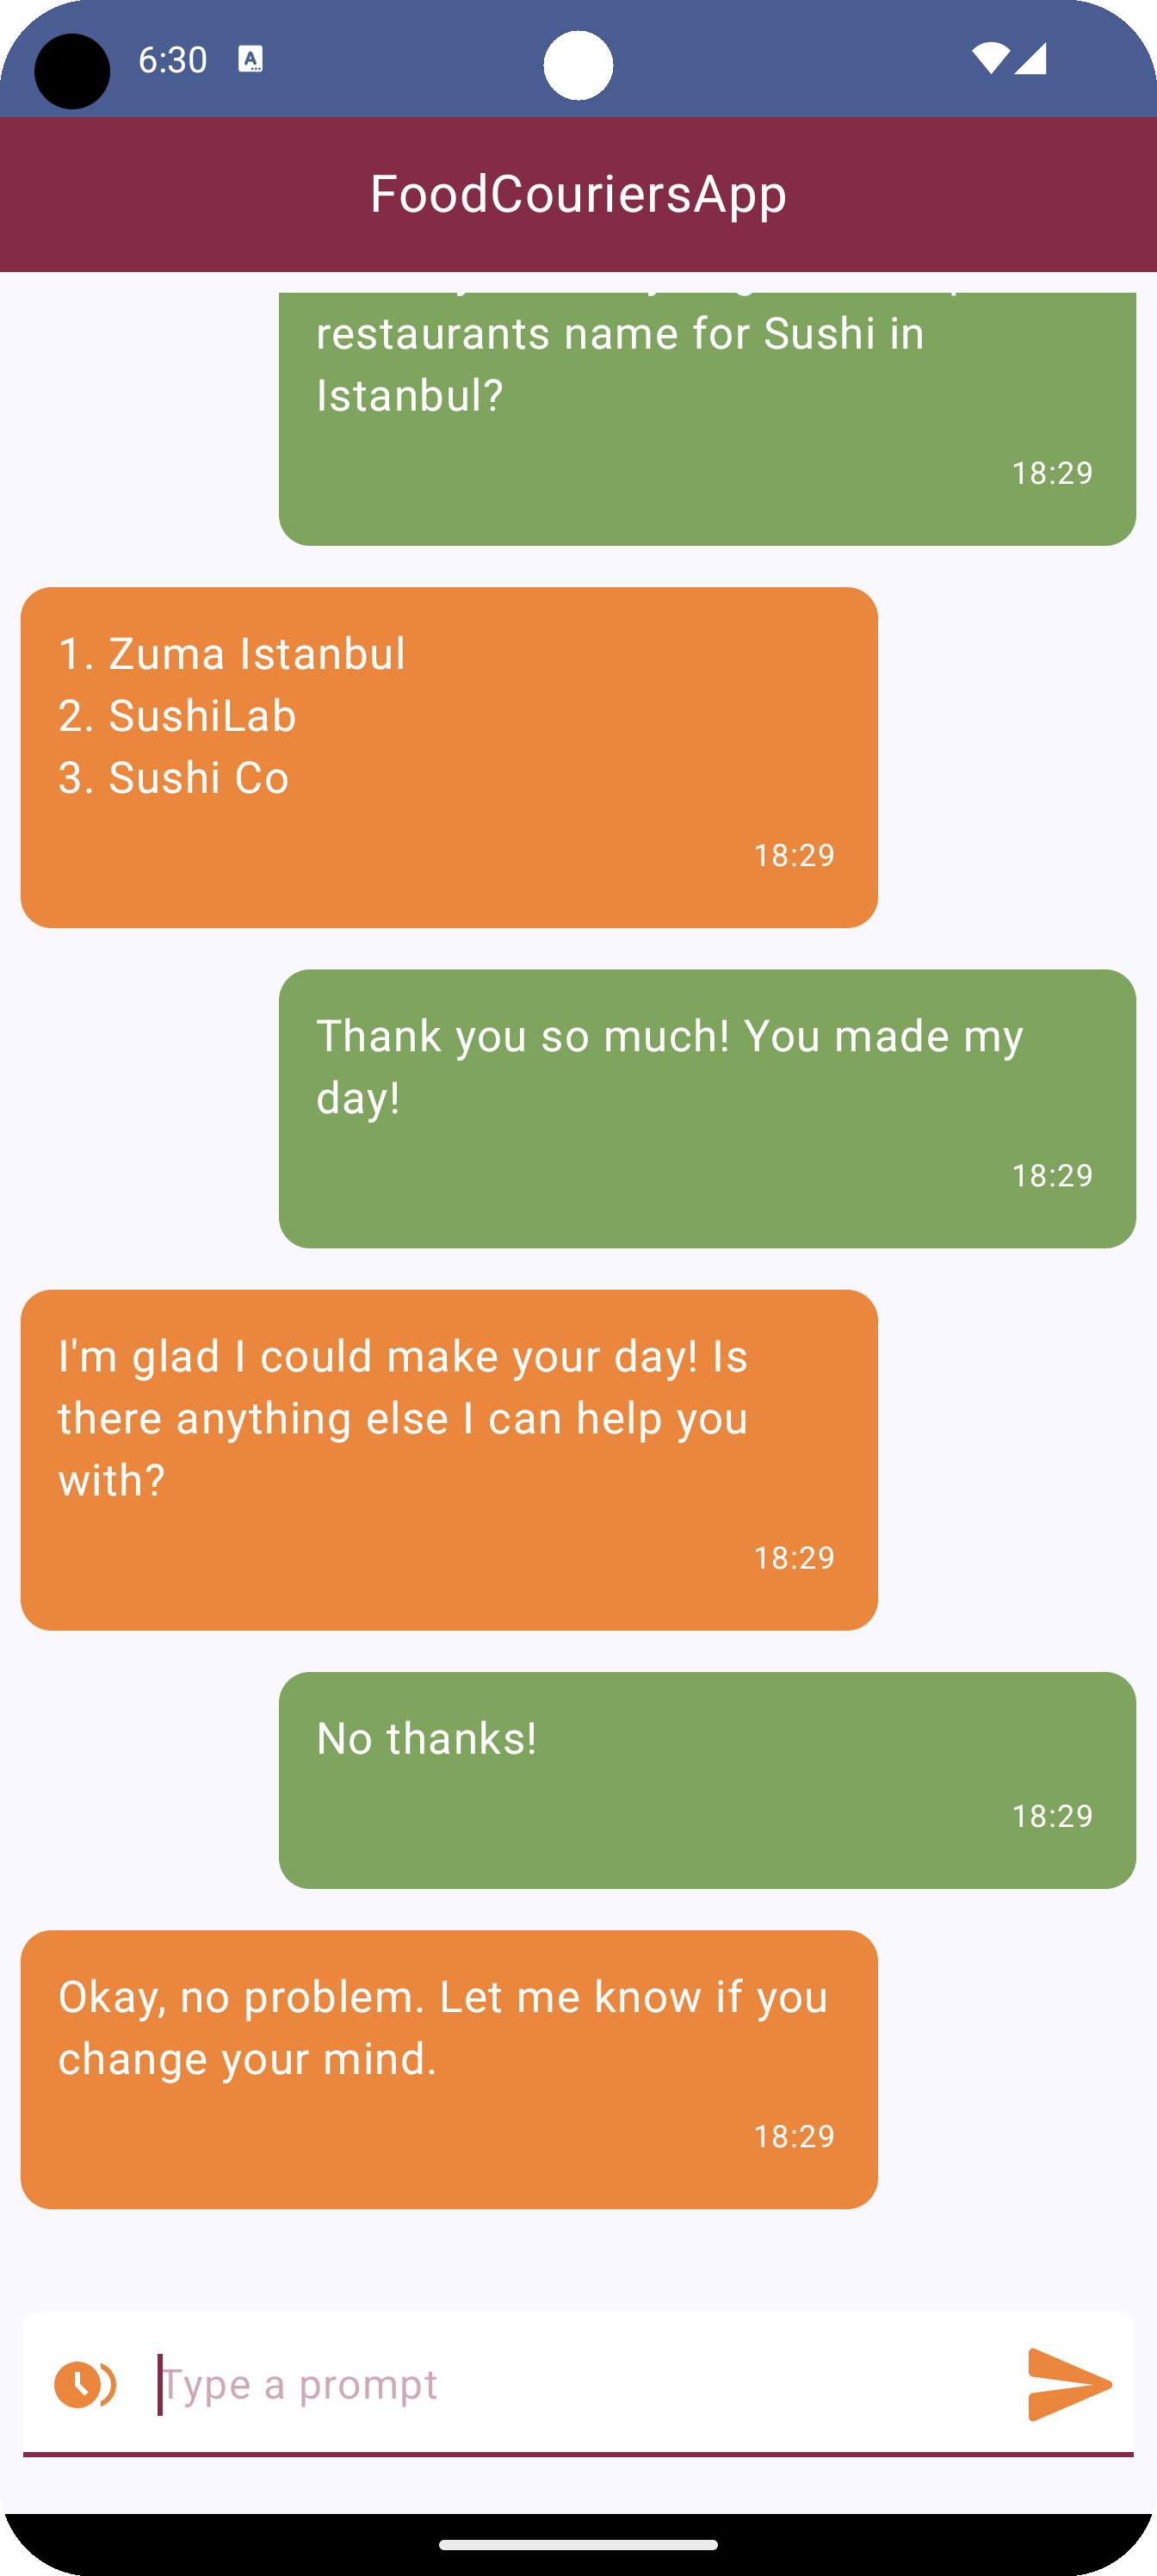 6:30
FoodCouriersApp
restaurants name for Sushi in
Istanbul?
18:29
1. Zuma Istanbul
2. SushiLab
3. Sushi Co
18:29
Thank you so much! You made my
day!
18:29
I'm glad I could make your day! Is
there anything else I can help you
with?
18:29
No thanks!
18:29
Okay, no problem. Let me know if you
change your mind.
18:29
Type a prompt